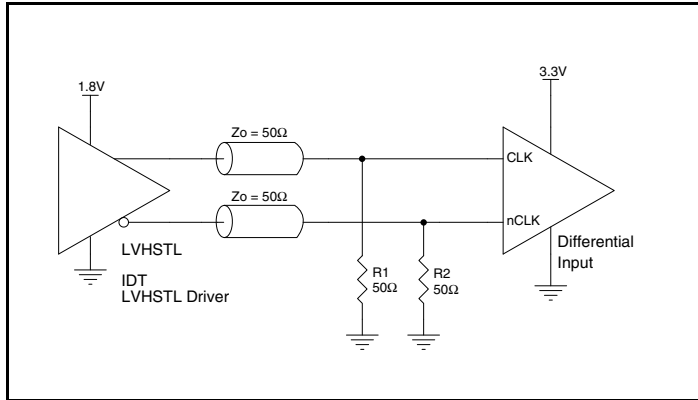 1.8V
3.3V
Zo = 50Ω
CLK
Zo = 50Ω
nCLK
LVHSTL
IDT
LVHSTL Driver
R1
50Ω
R2
50Ω
Differential
Input